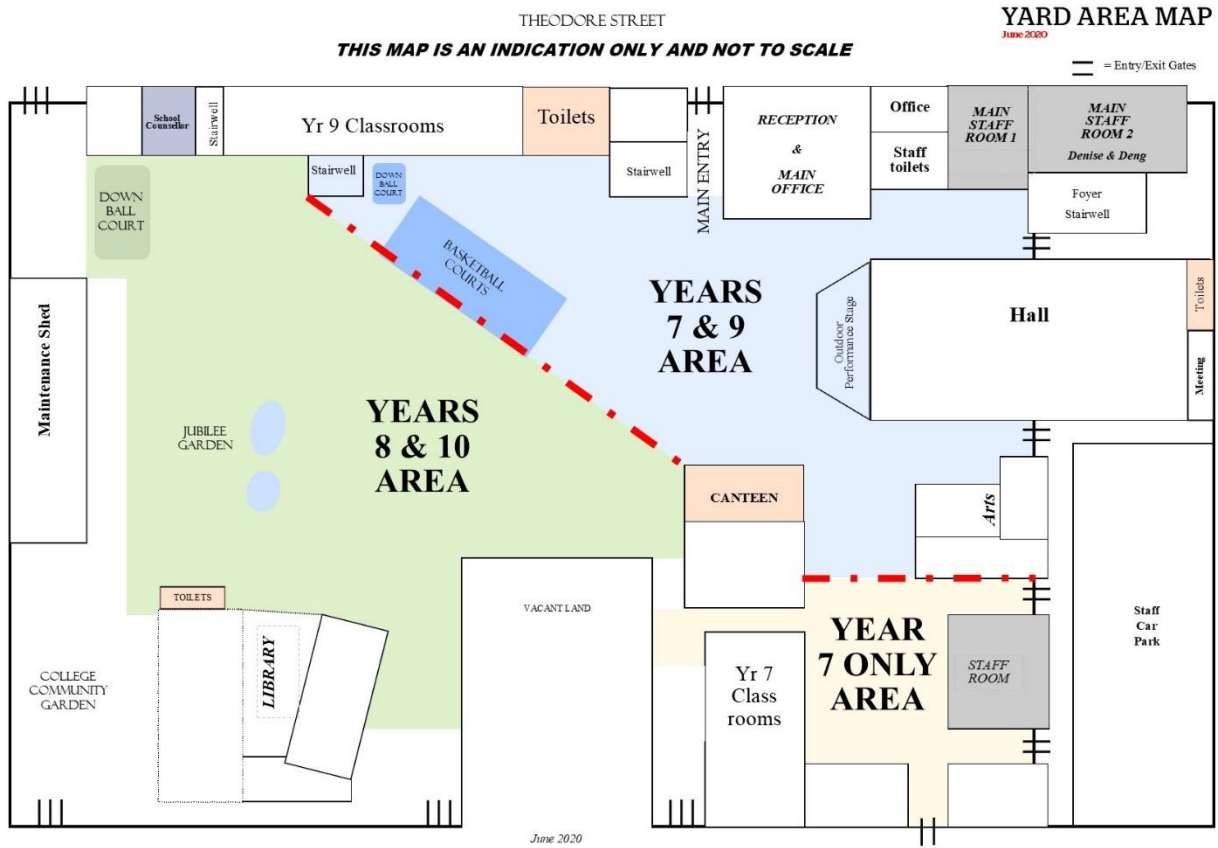 THEODORE STREET
YARD AREA MAP
June 2020
THIS MAP IS AN INDICATION ONLY AND NOT TO SCALE
= Entry/Exit Gates
School
Counsellor
Stairwell
Yr 9 Classrooms
Toilets
Stairwell
Stairwell
MAIN ENTRY
RECEPTION
&
MAIN
OFFICE
Office
Staff
toilets
MAIN
STAFF
ROOM 1
MAIN
STAFF
ROOM 2
Denise & Deng
Foyer
Stairwell
DOWN
BALL
COURT
DOWN
BALL
COURT
BASKETBALL
COURTS
YEARS
7 & 9
AREA
Outdoor
Performance Stage
Hall
Toilets
Meeting
Maintenance Shed
JUBILEE
GARDEN
YEARS
8 & 10
AREA
CANTEEN
Arts
TOILETS
LIBRARY
COLLEGE
COMMUNITY
GARDEN
VACANT LAND
Yr 7
Class
rooms
YEAR
7 ONLY
AREA
STAFF
ROOM
Staff
Car
Park
June 2020